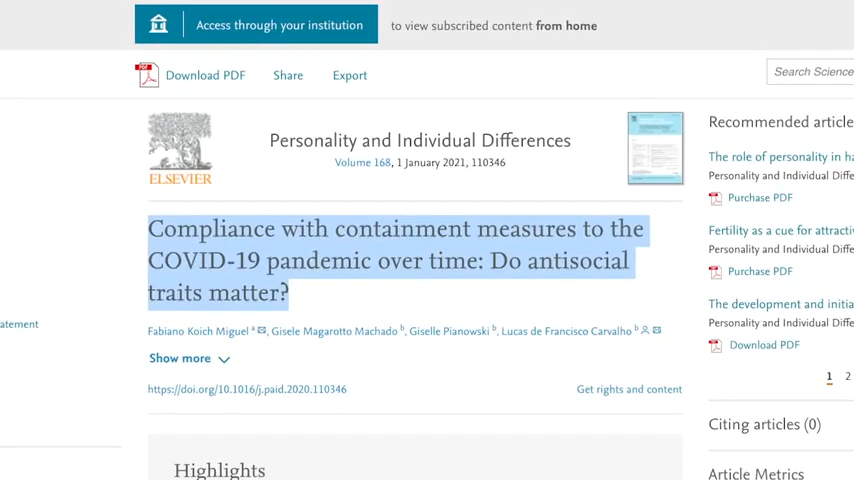 Access through your institution to view subscribed content from home
PDF
Download PDF Share Export
Search Science
ELSEVIER
Personality and Individual Differences
Volume 168, 1 January 2021, 110346
Compliance with containment measures to the
COVID-19 pandemic over time: Do antisocial
traits matter?
Fabiano Koich Miguel a, Gisele Magarotto Machado b, Giselle Pianowski b, Lucas de Francisco Carvalho b
Show more
https://doi.org/10.1016/j.paid.2020.110346 Get rights and content
Highlights
atement
Recommended article
The role of personality in ha
Personality and Individual Diffe
Purchase PDF
Fertility as a cue for attractiv
Personality and Individual Diffe
Purchase PDF
The development and initia
Personality and Individual Diffe
Download PDF
1 2
Citing articles (0)
Article Metrics